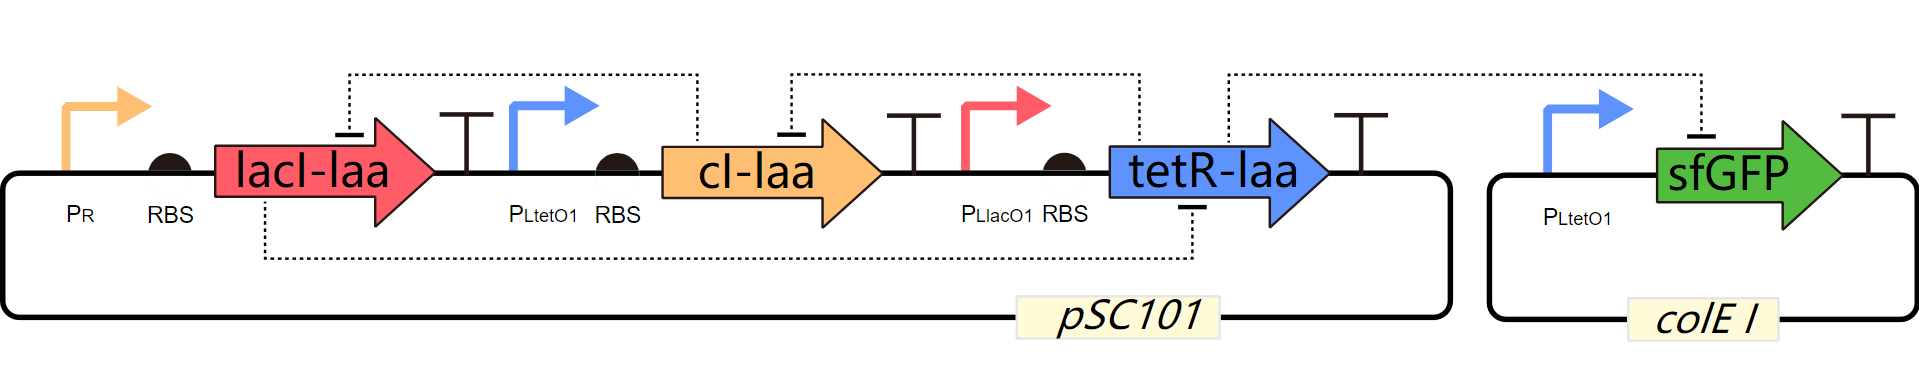 lacI-laa cI-laa tetR-laa sfGFP
PR RBS PLtetO1 RBS PLlacO1 RBS PLtetO1
pSC101 colE I